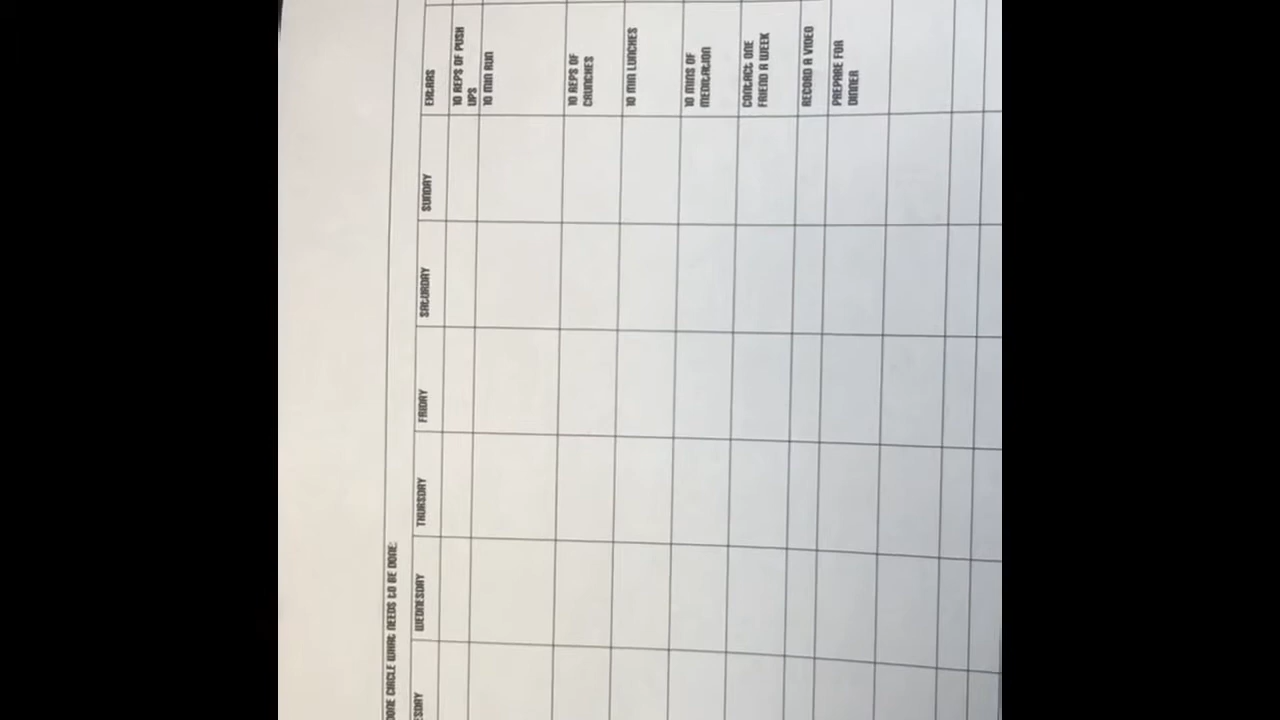 DONE CIRCLE WHAT NEEDS TO BE DONE:
SDAY WEDNESDAY THURSDAY FRIDAY SATURDAY SUNDAY EXTRAS
10 REPS OF PUSH
UPS
10 MIN RUN
10 REPS OF
CRUNCHES
10 MIN LUNCHES
10 MINS OF
MEDITATION
CONTACT ONE
FRIEND A WEEK
RECORD A VIDEO
PREPARE FOR
DINNER